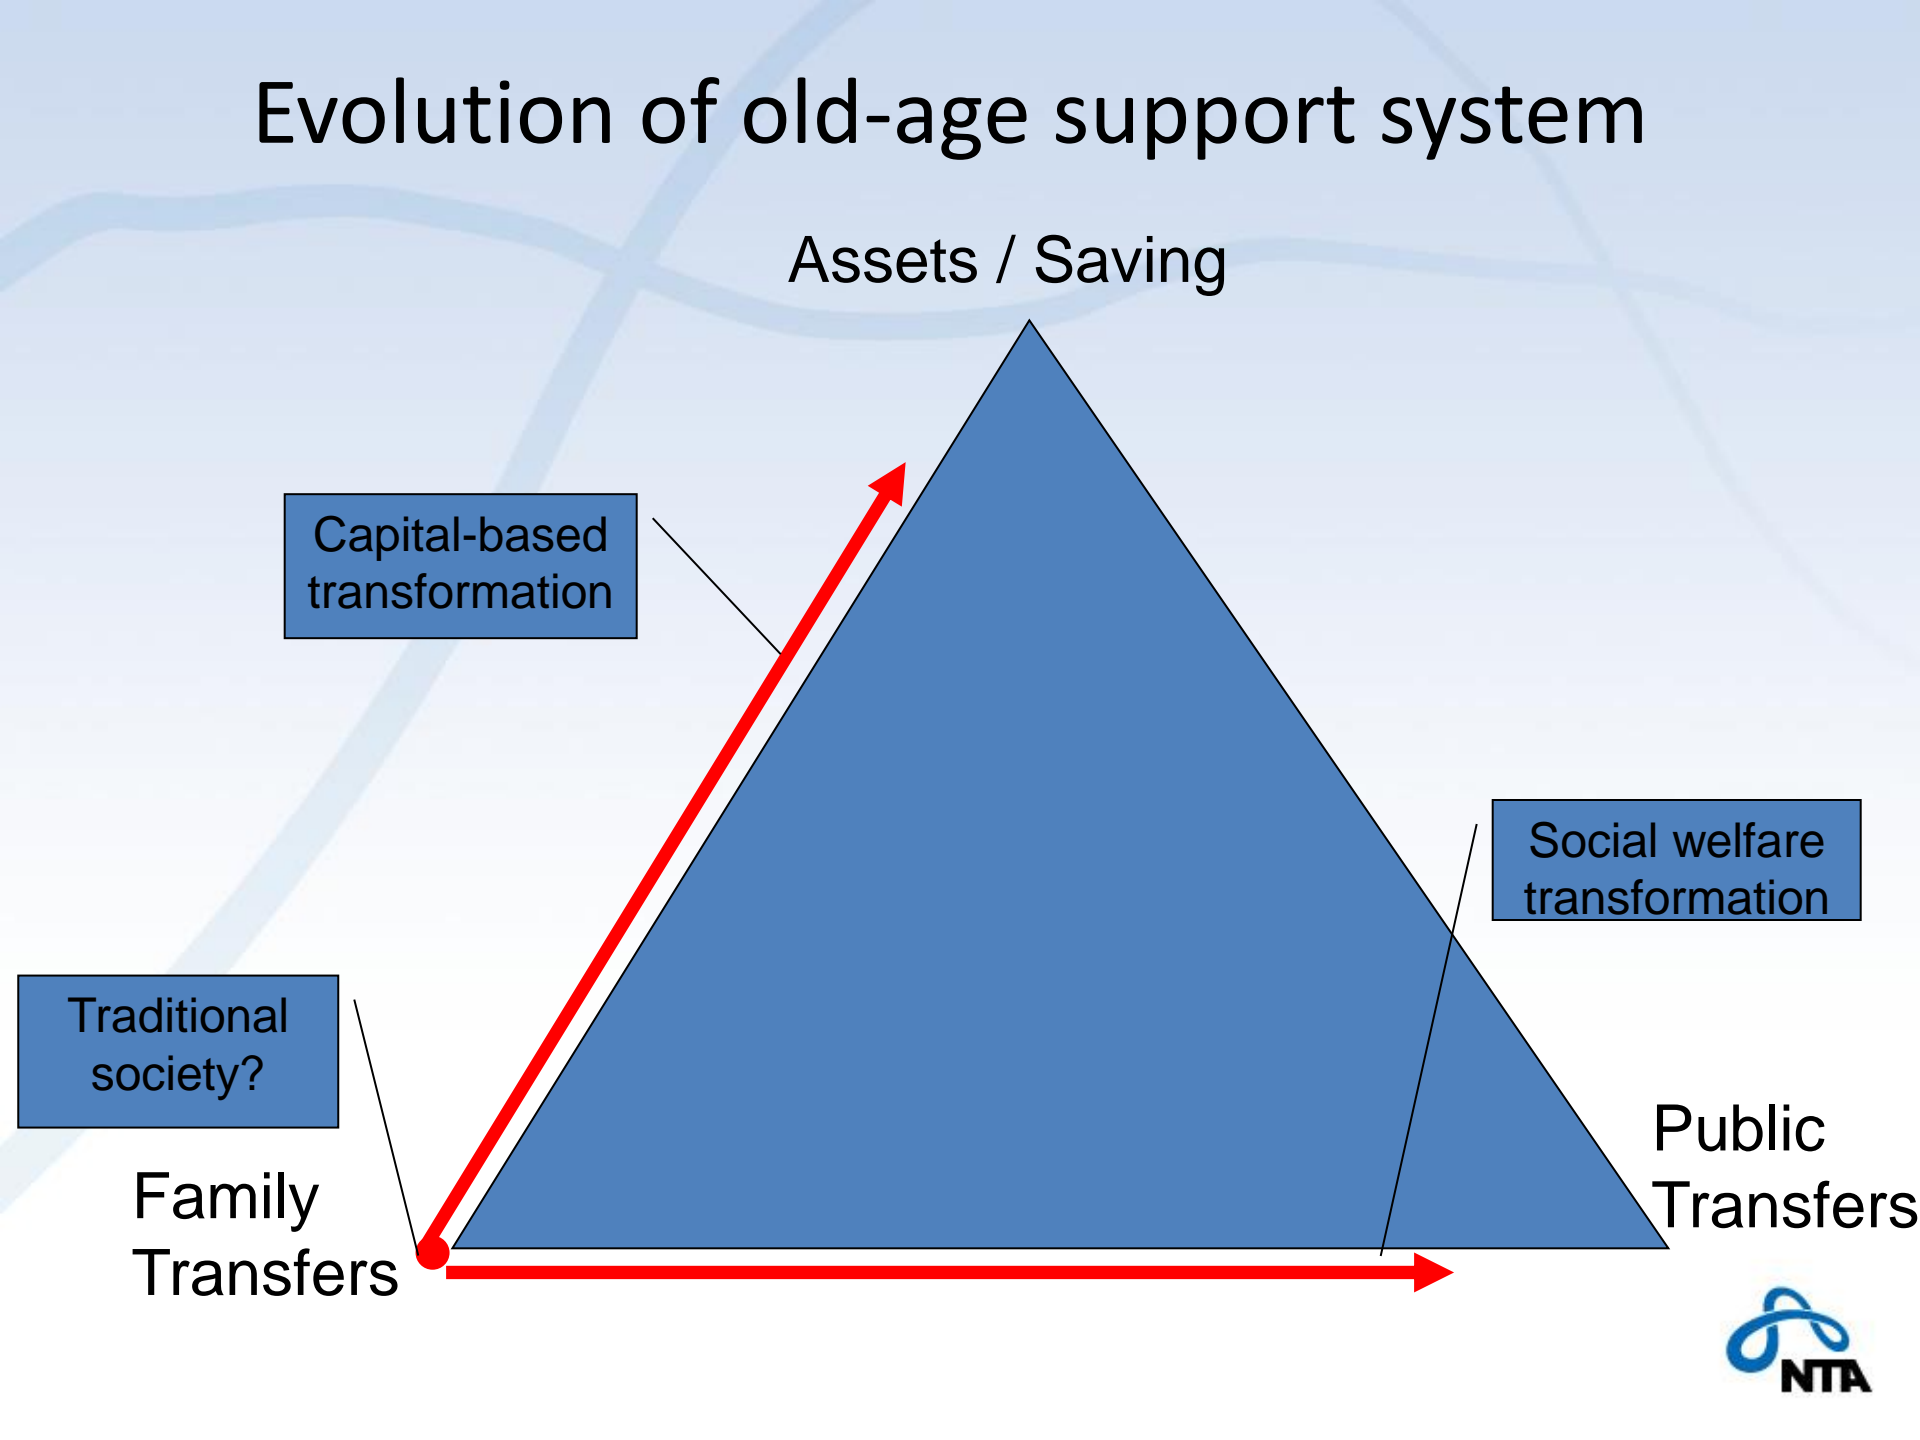 Evolution of old-age support system
Assets / Saving
Capital-based
transformation
Social welfare
transformation
Traditional
society?
Public
Transfers
Family
Transfers
NTA